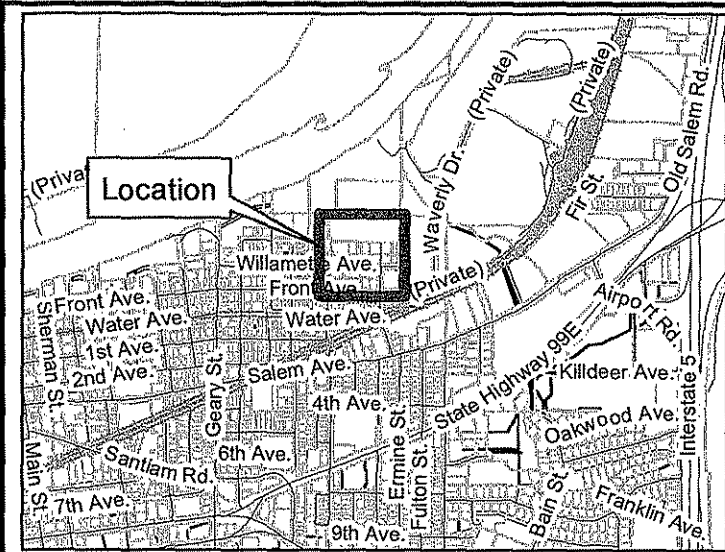 (Private)
(Private)
Waverly Dr.
Old Salem Rd.
Fir St.
(Priva
Location
Willamette Ave.
Front Ave.
(Private)
Front Ave.
Water Ave.
Water Ave.
1st Ave.
2nd Ave.
Sherman St.
Geary St.
Salem Ave.
State Highway 99E
Airport Rd.
Killdeer Ave.
Interstate 5
4th Ave.
Oakwood Ave.
Ermine St.
Fulton St.
Main St.
Santiam Rd.
6th Ave.
7th Ave.
Bain St.
Franklin Ave.
9th Ave.